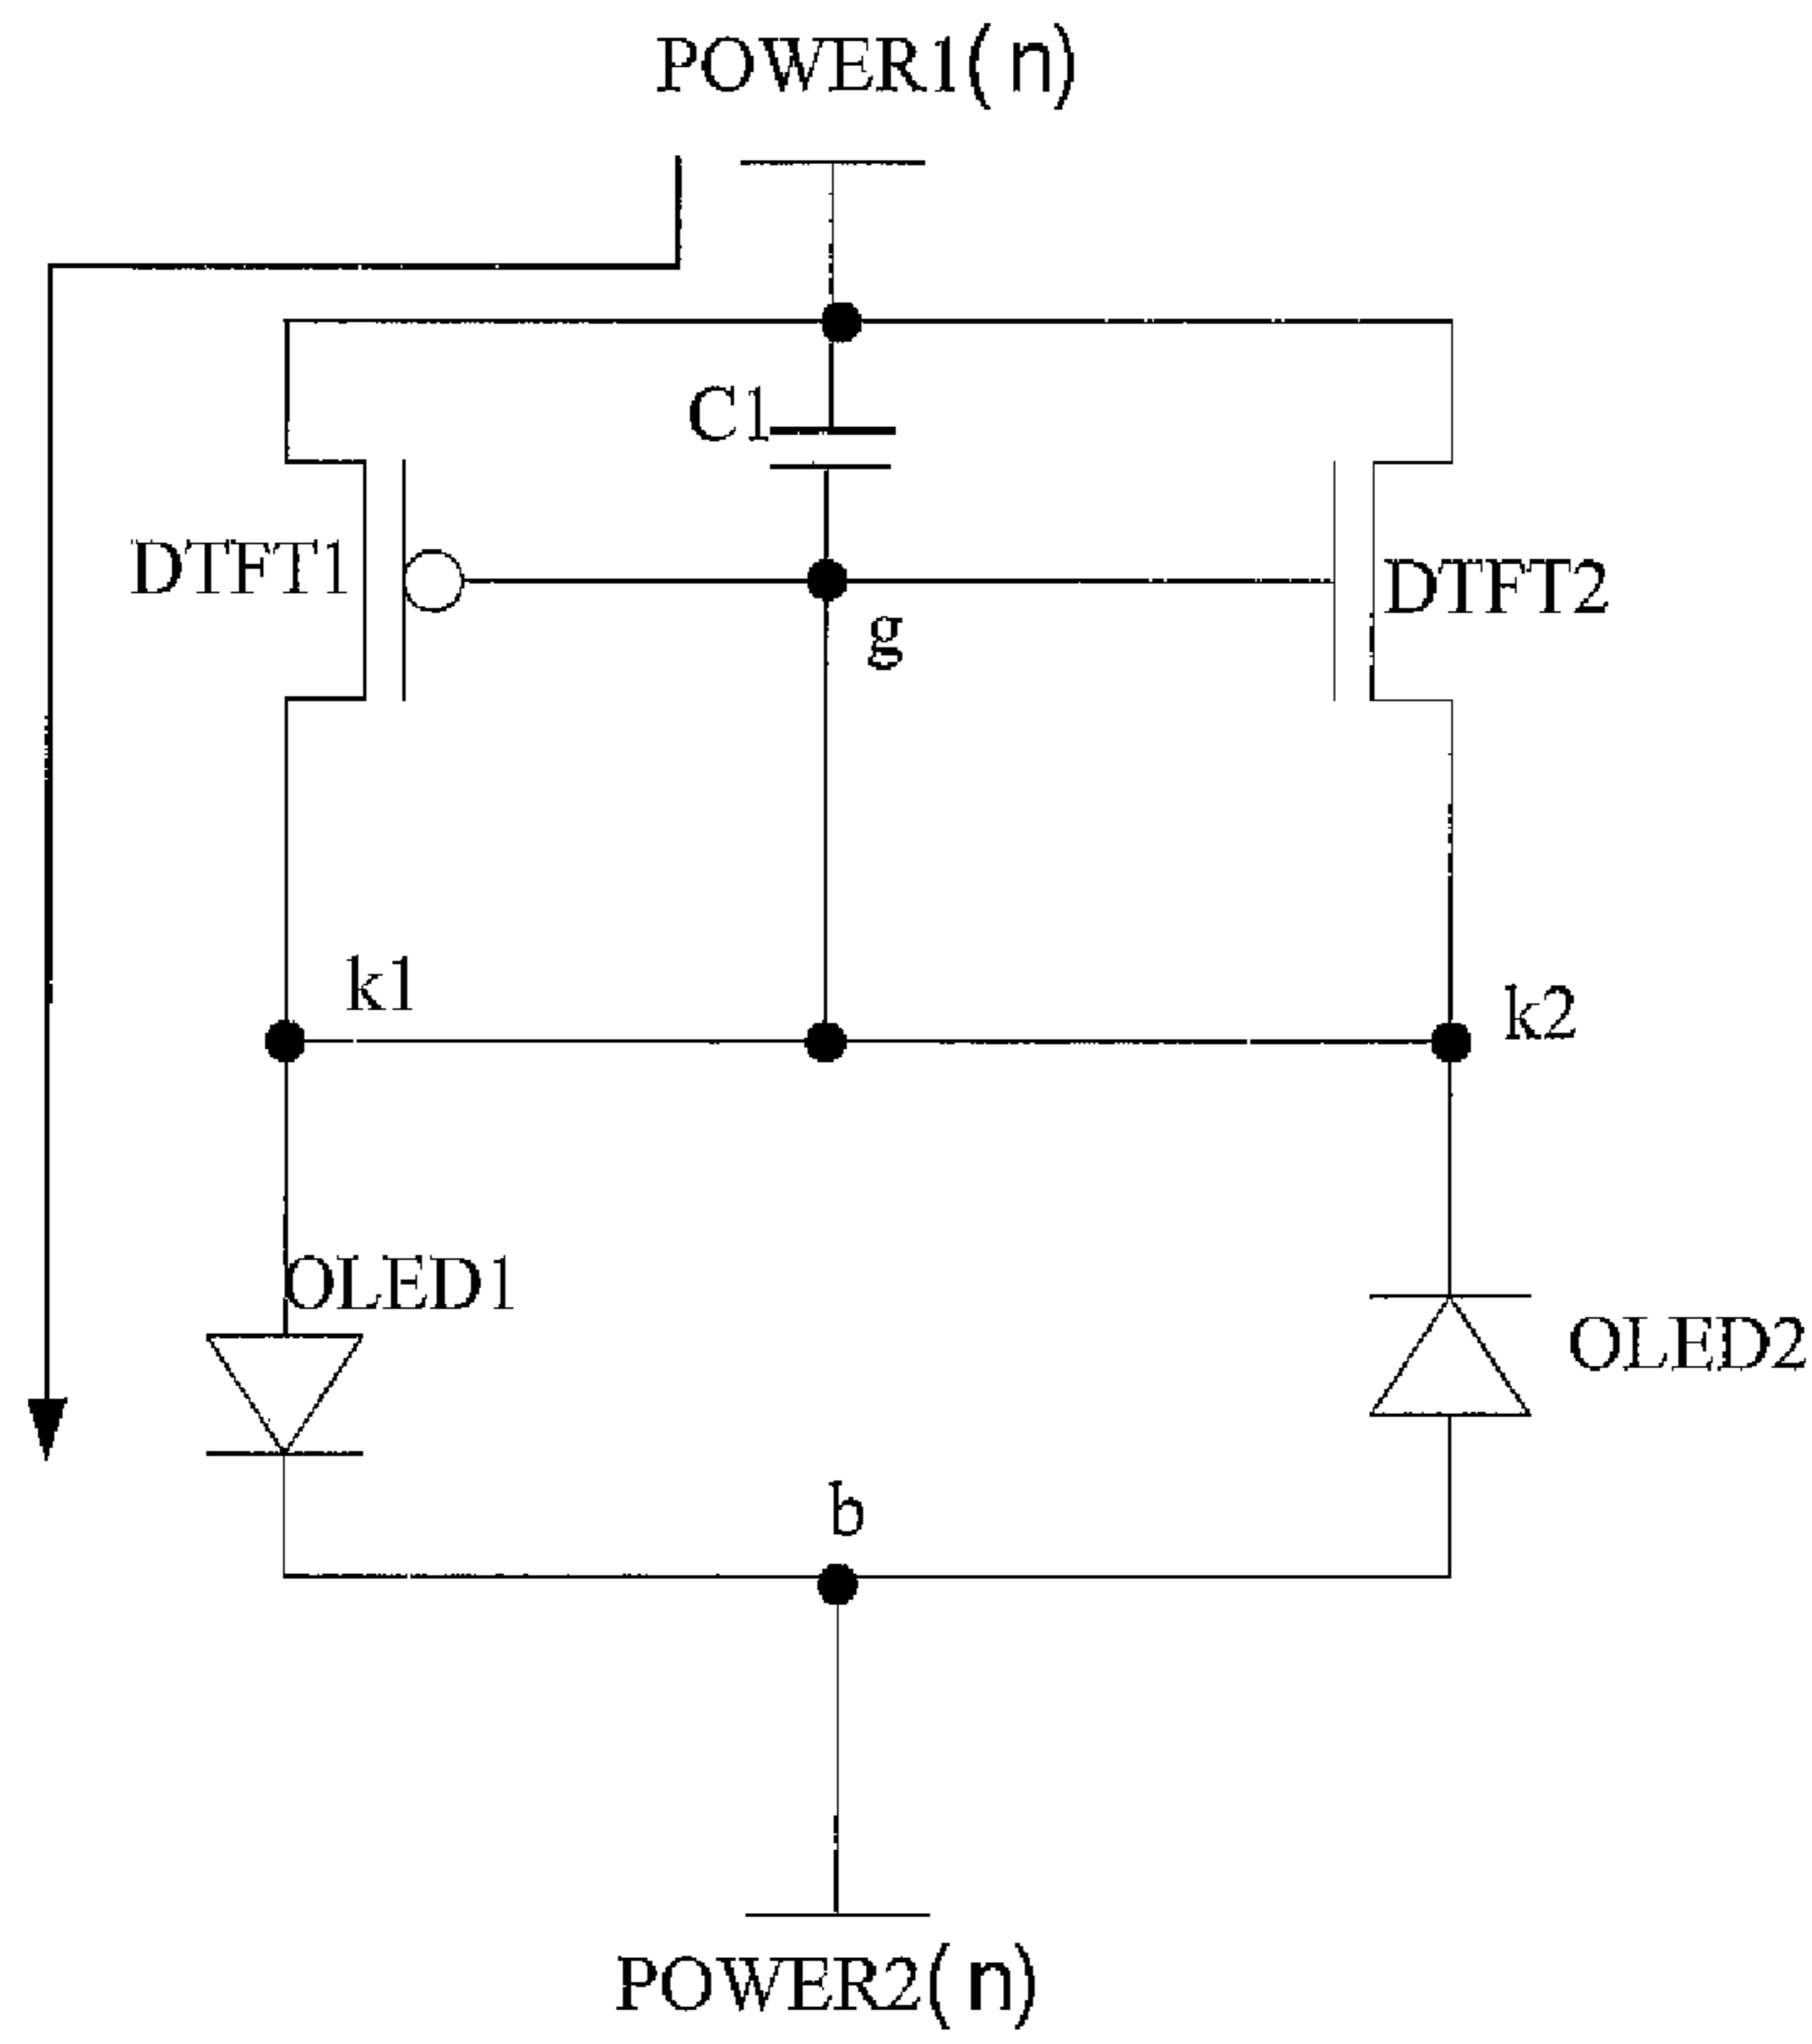 POWER1(n)
C1
DTFT1
DTFT2
g
k1
k2
OLED1
OLED2
b
POWER2(n)